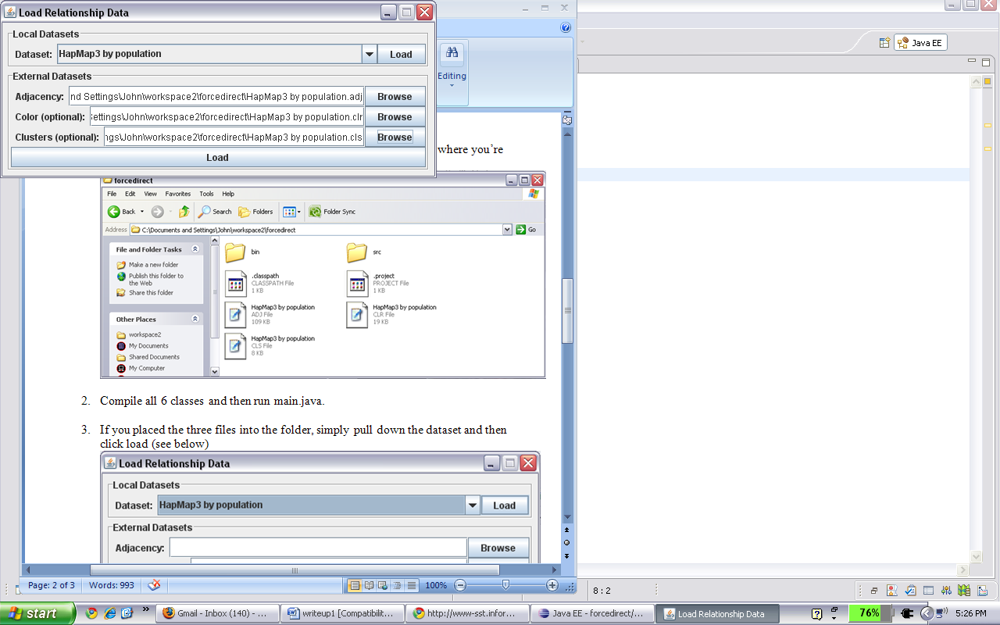 Load Relationship Data
Local Datasets
Dataset: HapMap3 by population Load
External Datasets
Adjacency: nd Settings\John\workspace2\forcedirect\HapMap3 by population.adj Browse
Color (optional): Settings\John\workspace2\forcedirect\HapMap3 by population.clr Browse
Clusters (optional): ngs\John\workspace2\forcedirect\HapMap3 by population.cls Browse
Load
Editing
Java EE
where you're
forcedirect
File Edit View Favorites Tools Help
Back Search Folders Folder Sync
Address C:\Documents and Settings\John\workspace2\forcedirect Go
File and Folder Tasks
Make a new folder
Publish this folder to
the Web
Share this folder
Other Places
workspace2
My Documents
Shared Documents
My Computer
bin
src
.classpath
CLASSPATH File
1 KB
.project
PROJECT File
1 KB
HapMap3 by population
ADJ File
109 KB
HapMap3 by population
CLR File
19 KB
HapMap3 by population
CLS File
8 KB
2. Compile all 6 classes and then run main.java.
3. If you placed the three files into the folder, simply pull down the dataset and then
click load (see below)
Load Relationship Data
Local Datasets
Dataset: HapMap3 by population Load
External Datasets
Adjacency: Browse
Page: 2 of 3 Words: 993 100%
8 : 2
start Gmail - Inbox (140) - ... writeup1 [Compatibilit... http://www-sst.infor... Java EE - forcedirect/... Load Relationship Data 76% 5:26 PM